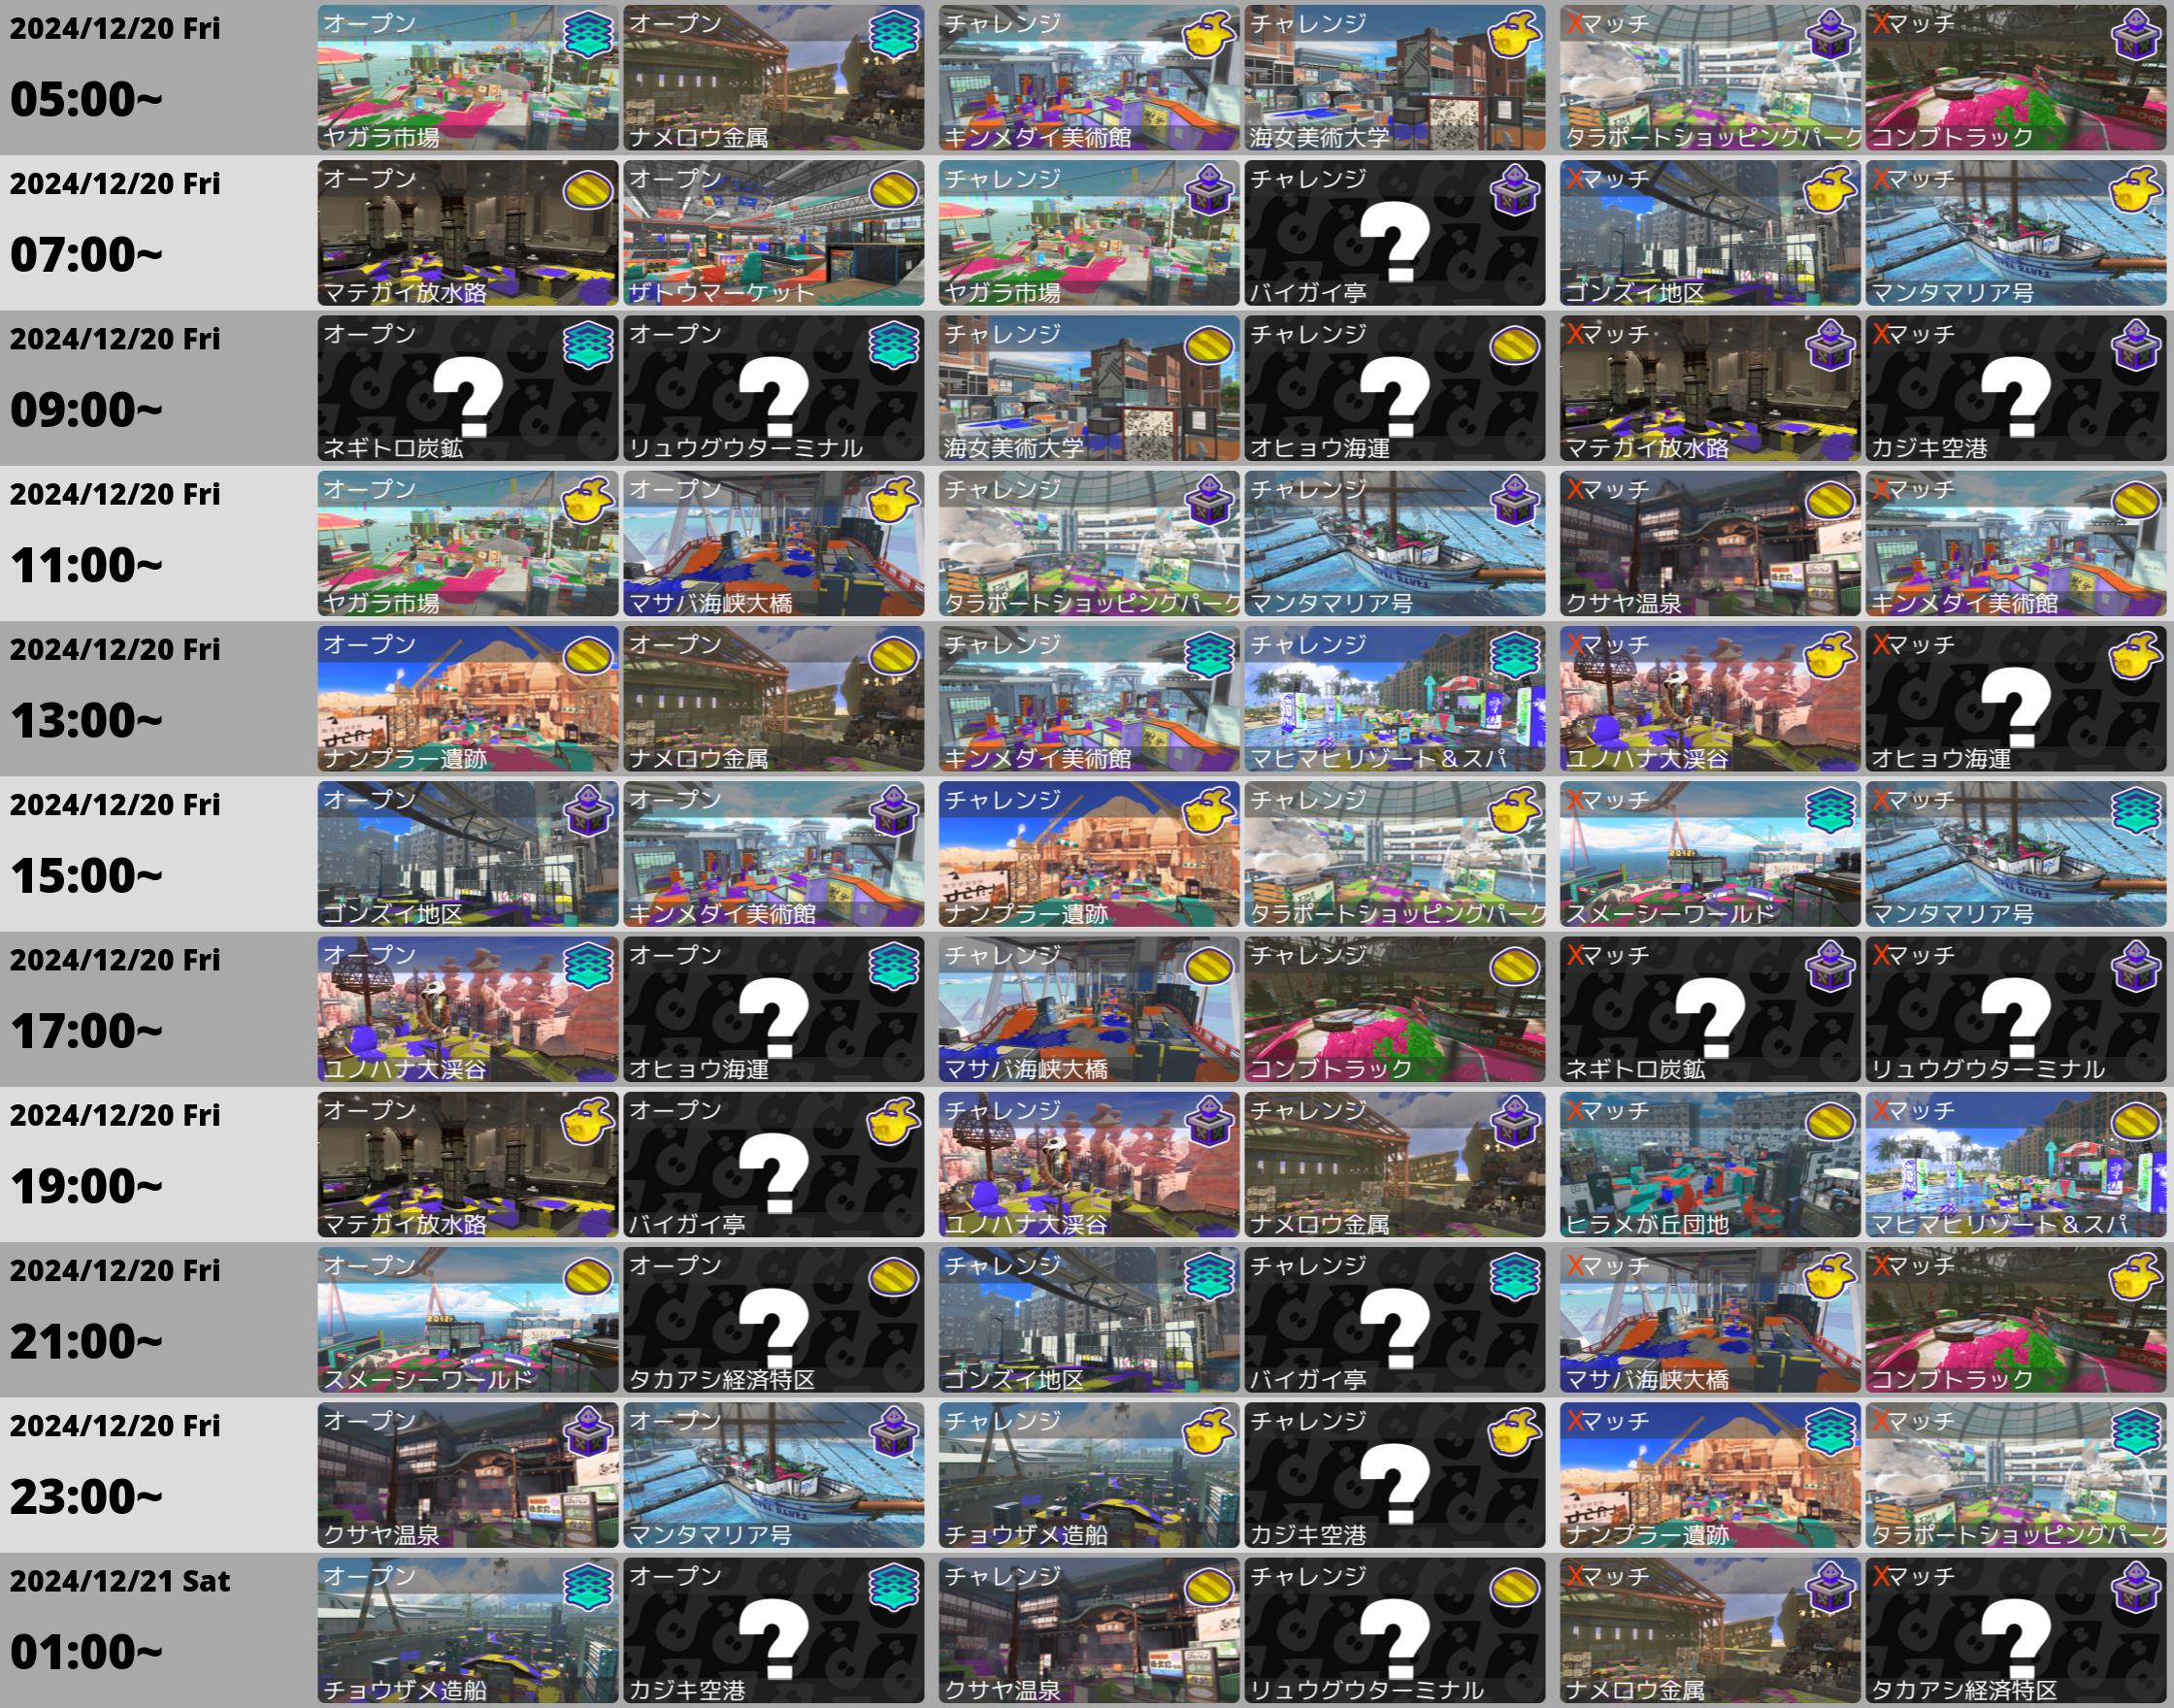 2024/12/20 Fri
05:00~
オープン
ヤガラ市場
オープン
ナメロウ金属
チャレンジ
キンメダイ美術館
チャレンジ
海女美術大学
Xマッチ
タラポートショッピングパーク
Xマッチ
コンブトラック
2024/12/20 Fri
07:00~
オープン
マテガイ放水路
オープン
ザトウマーケット
チャレンジ
ヤガラ市場
チャレンジ
?
バイガイ亭
Xマッチ
ゴンズイ地区
Xマッチ
マンタマリア号
2024/12/20 Fri
09:00~
オープン
?
ネギトロ炭鉱
オープン
?
リュウグウターミナル
チャレンジ
海女美術大学
チャレンジ
?
オヒョウ海運
Xマッチ
マテガイ放水路
Xマッチ
?
カジキ空港
2024/12/20 Fri
11:00~
オープン
ヤガラ市場
オープン
マサバ海峡大橋
チャレンジ
タラポートショッピングパーク
チャレンジ
マンタマリア号
Xマッチ
クサヤ温泉
Xマッチ
キンメダイ美術館
2024/12/20 Fri
13:00~
オープン
ナンプラー遺跡
オープン
ナメロウ金属
チャレンジ
キンメダイ美術館
チャレンジ
マヒマヒリゾート＆スパ
Xマッチ
ユノハナ大渓谷
Xマッチ
?
オヒョウ海運
2024/12/20 Fri
15:00~
オープン
ゴンズイ地区
オープン
キンメダイ美術館
チャレンジ
ナンプラー遺跡
チャレンジ
タラポートショッピングパーク
Xマッチ
スメーシーワールド
Xマッチ
マンタマリア号
2024/12/20 Fri
17:00~
オープン
ユノハナ大渓谷
オープン
?
オヒョウ海運
チャレンジ
マサバ海峡大橋
チャレンジ
コンブトラック
Xマッチ
?
ネギトロ炭鉱
Xマッチ
?
リュウグウターミナル
2024/12/20 Fri
19:00~
オープン
マテガイ放水路
オープン
?
バイガイ亭
チャレンジ
ユノハナ大渓谷
チャレンジ
ナメロウ金属
Xマッチ
ヒラメが丘団地
Xマッチ
マヒマヒリゾート＆スパ
2024/12/20 Fri
21:00~
オープン
スメーシーワールド
オープン
?
タカアシ経済特区
チャレンジ
ゴンズイ地区
チャレンジ
?
バイガイ亭
Xマッチ
マサバ海峡大橋
Xマッチ
コンブトラック
2024/12/20 Fri
23:00~
オープン
クサヤ温泉
オープン
マンタマリア号
チャレンジ
チョウザメ造船
チャレンジ
?
カジキ空港
Xマッチ
ナンプラー遺跡
Xマッチ
タラポートショッピングパーク
2024/12/21 Sat
01:00~
オープン
チョウザメ造船
オープン
?
カジキ空港
チャレンジ
クサヤ温泉
チャレンジ
?
リュウグウターミナル
Xマッチ
ナメロウ金属
Xマッチ
?
タカアシ経済特区